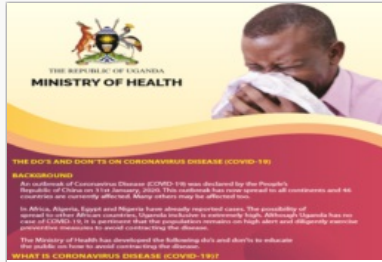 THE REPUBLIC OF UGANDA
MINISTRY OF HEALTH
THE DO'S AND DON'TS ON CORONAVIRUS DISEASE (COVID-19)
BACKGROUND
An outbreak of Coronavirus Disease (COVID-19) was declared by the People's
Republic of China on 31st January, 2020. This outbreak has now spread to all continents and 46
countries are currently affected. Many others may be affected too.
In Africa, Algeria, Egypt and Nigeria have already reported cases. The possibility of
spread to other African countries, Uganda inclusive is extremely high. Although Uganda has no
case of COVID-19, it is pertinent that the population remains on high alert and diligently exercise
preventive measures to avoid contracting the disease.
The Ministry of Health has developed the following do's and don'ts to educate
the public on how to avoid contracting the disease.
WHAT IS CORONAVIRUS DISEASE (COVID-19)?